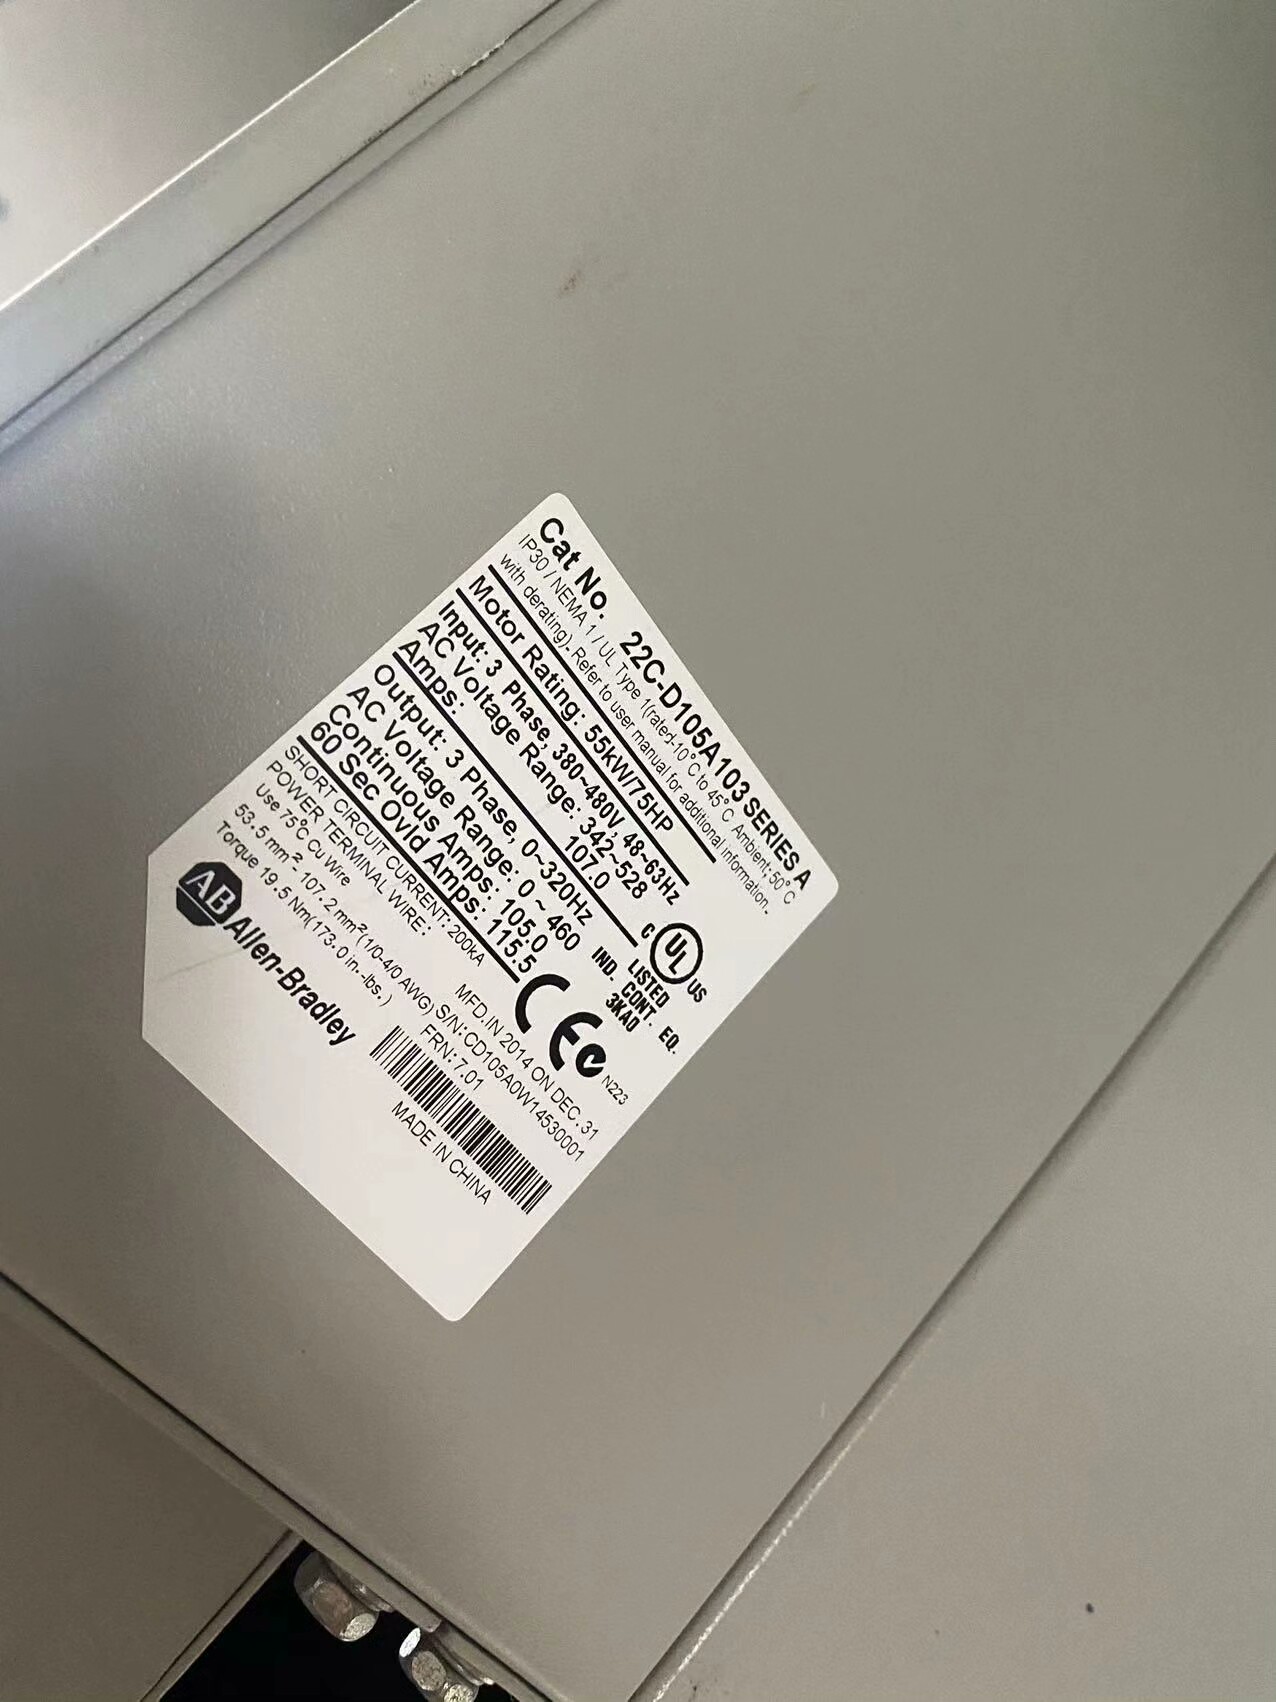 Cat No. 22C-D105A103 SERIES A
IP30 / NEMA 1 / UL Type 1(rated-10°C to 45°C Ambient; 50°C
with derating). Refer to user manual for additional information.
Motor Rating: 55kW/75HP
Input: 3 Phase, 380~480V, 48~63Hz
AC Voltage Range: 342~528
Amps: 107.0
Output: 3 Phase, 0~320Hz
AC Voltage Range: 0 ~ 460
Continuous Amps: 105.0
60 Sec Ovld Amps: 115.5
C UL US
LISTED
IND. CONT. EQ.
3KAD
CE
N223
SHORT CIRCUIT CURRENT: 200kA
POWER TERMINAL WIRE:
Use 75°C Cu Wire
53.5 mm²- 107.2 mm²(1/0-4/0 AWG)
Torque 19.5 Nm(173.0 in.-lbs.)
MFD.IN 2014 ON DEC.31
S/N:CD105A0W14530001
FRN: 7.01
AB Allen-Bradley
MADE IN CHINA